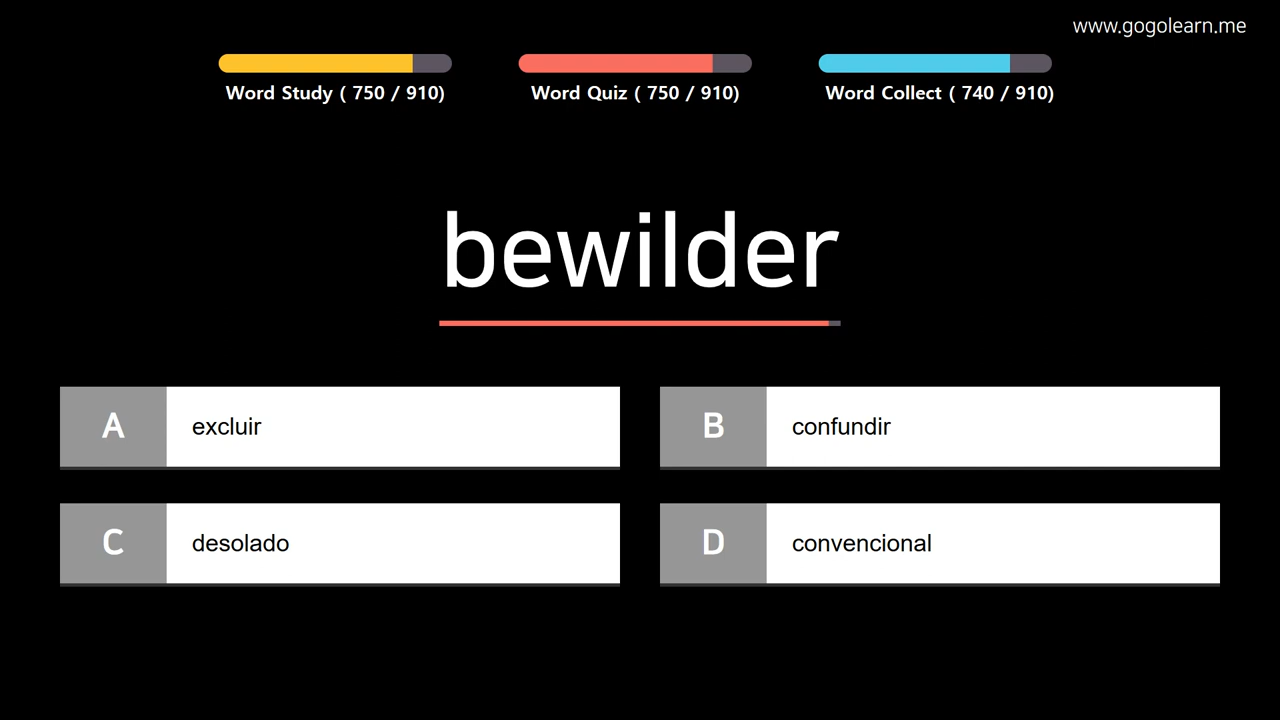 www.gogolearn.me
Word Study ( 750 / 910)
Word Quiz ( 750 / 910)
Word Collect ( 740 / 910)
bewilder
A excluir
B confundir
C desolado
D convencional